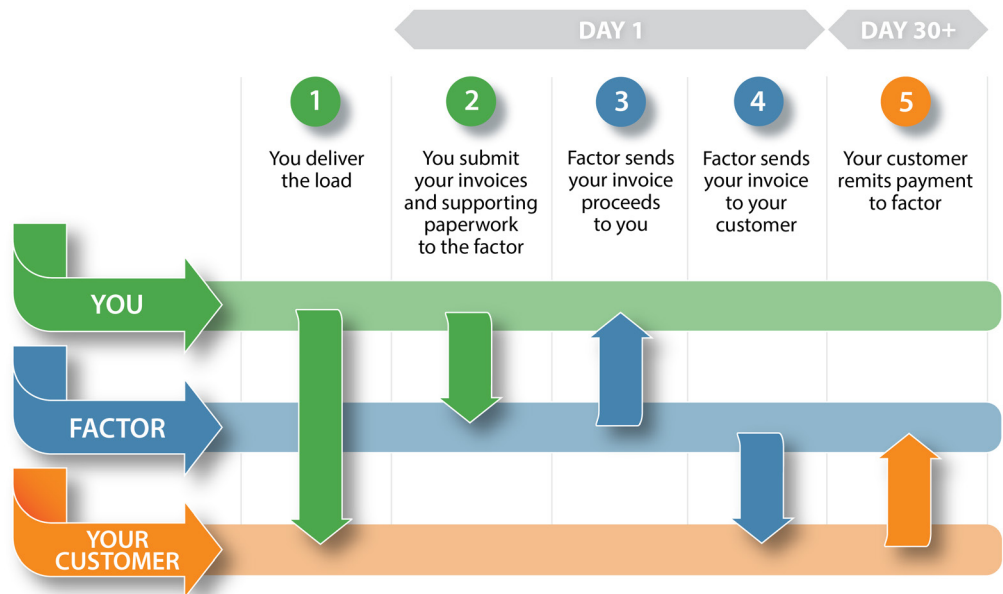 DAY 1
DAY 30+
1
2
3
4
5
You deliver
the load
You submit
your invoices
and supporting
paperwork
to the factor
Factor sends
your invoice
proceeds
to you
Factor sends
your invoice
to your
customer
Your customer
remits payment
to factor
YOU
FACTOR
YOUR
CUSTOMER